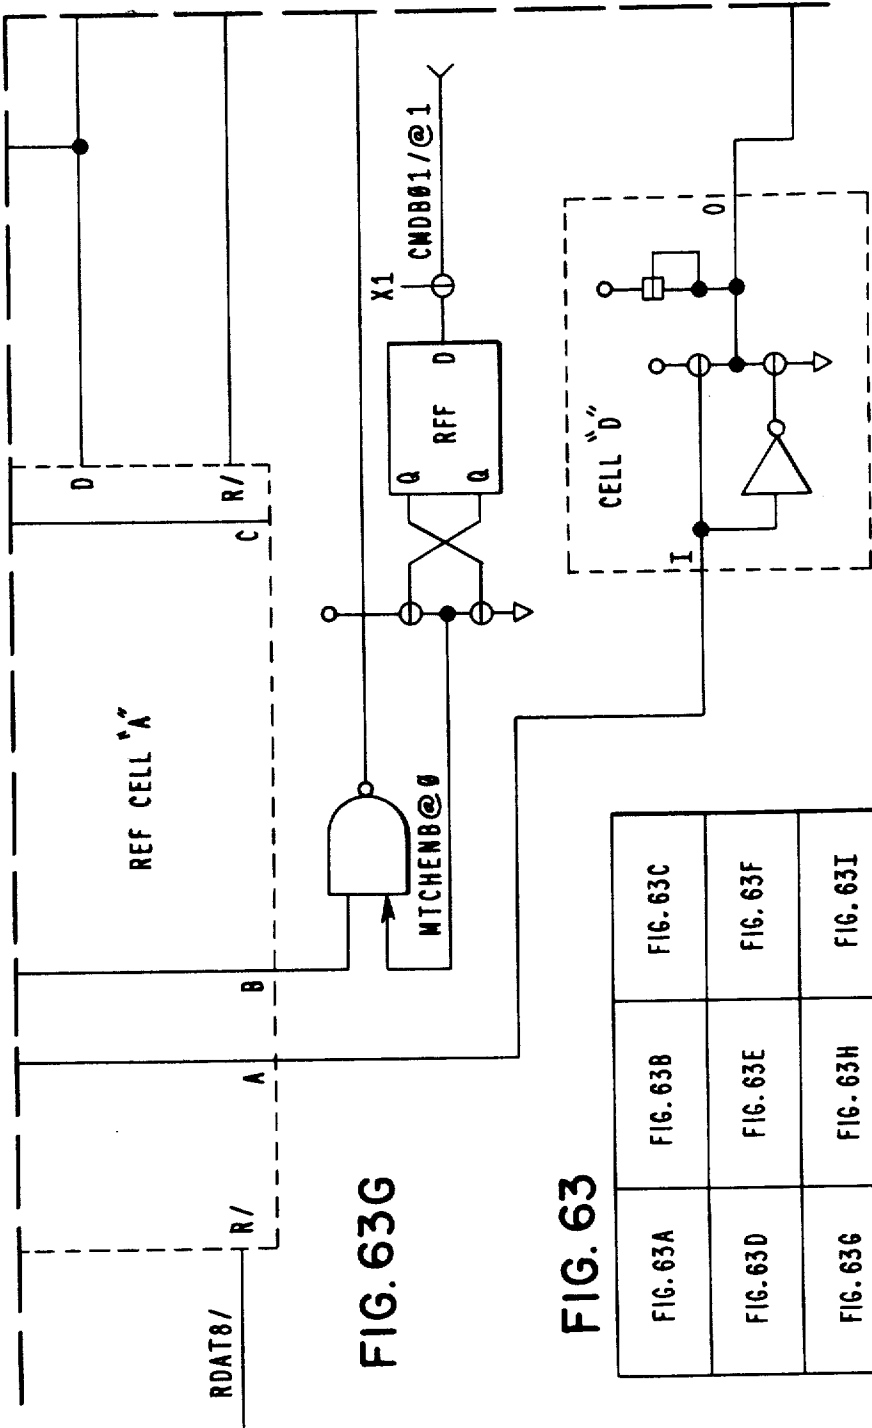 RDAT8/
R/
A
B
REF CELL "A"
C
D
R/
FIG. 63G
MTCHENB@0
Q
Q
RFF
D
X1
CMDB01/@1
CELL "D"
I
O
FIG. 63
FIG. 63A FIG. 63B FIG. 63C
FIG. 63D FIG. 63E FIG. 63F
FIG. 63G FIG. 63H FIG. 63I